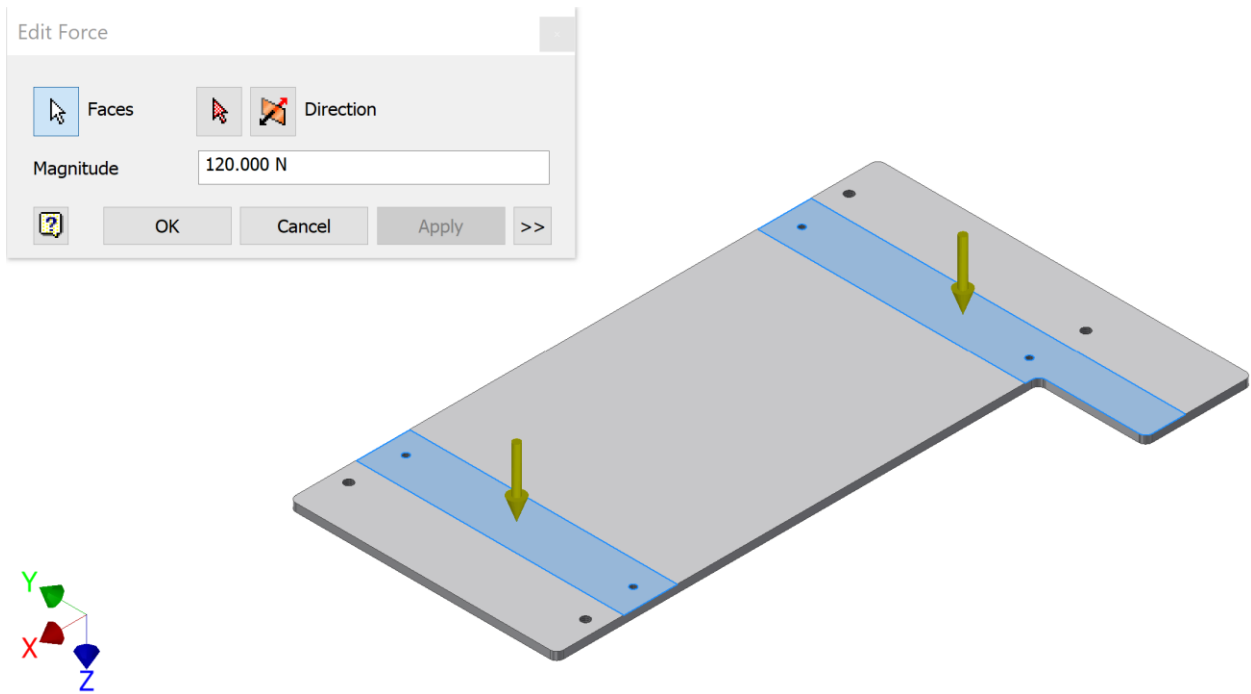 Edit Force
Faces
Direction
Magnitude
120.000 N
?
OK
Cancel
Apply
>>
Y
X
Z